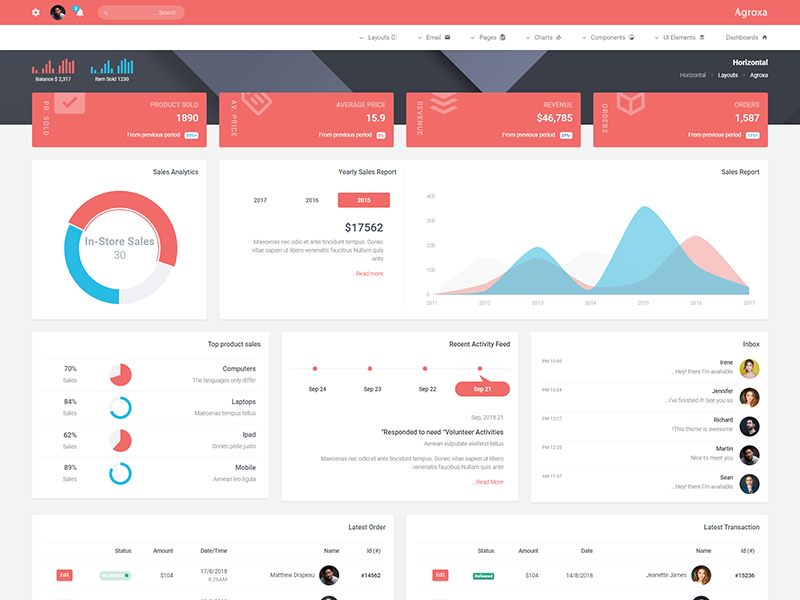 Agroxa
Search...
3
Dashboards
UI Elements
Components
Charts
Pages
Email
Layouts
Horizontal
Agroxa
Layouts
Horizontal
Balance $ 2,317
Item Sold 1230
ORDERS
ORDERS
1,587
From previous period
REVENUE
REVENUE
$46,785
From previous period
29%+
AV. PRICE
AVERAGE PRICE
15.9
From previous period
0%
PR. SOLD
PRODUCT SOLD
1890
From previous period
89%+
Sales Analytics
In-Store Sales
30
Yearly Sales Report
2017
2016
2015
$17562
Maecenas nec odio et ante tincidunt tempus. Donec
vitae sapien ut libero venenatis faucibus Nullam quis
ante
...Read more
Sales Report
400
300
200
100
0
2011
2012
2013
2014
2015
2016
2017
Top product sales
Computers
The languages only differ
70%
Sales
Laptops
Maecenas tempus tellus
84%
Sales
Ipad
Donec pede justo
62%
Sales
Mobile
Aenean leo ligula
89%
Sales
Recent Activity Feed
Sep 24
Sep 23
Sep 22
Sep 21
Sep, 2018 21
"Responded to need "Volunteer Activities
Aenean vulputate eleifend tellus
Maecenas nec odio et ante tincidunt tempus. Donec vitae sapien ut libero
.venenatis faucibus Nullam quis ante
...Read More
Inbox
Irene
...Hey! there I'm available
PM 13:40
Jennifer
...I've finished it! See you so
PM 13:34
Richard
!This theme is awesome
PM 13:17
Martin
Nice to meet you
PM 12:20
Sean
...Hey! there I'm available
AM 11:47
Latest Order
Status
Amount
Date/Time
Name
Id (#)
Edit
$104
17/8/2018
8:26AM
Matthew Drapeau
#14562
Latest Transaction
Status
Amount
Date
Name
Id (#)
Edit
Delivered
$104
14/8/2018
Jeanette James
#15236